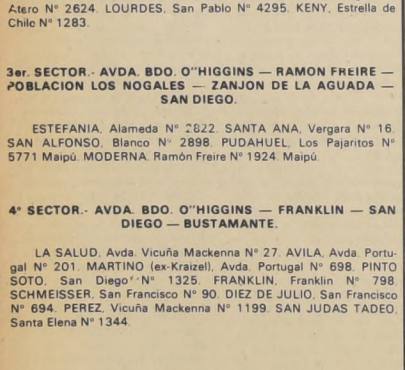 Atero N° 2624. LOURDES, San Pablo N° 4295. KENY, Estrella de
Chile N° 1283.
3er. SECTOR.- AVDA. BDO. O"HIGGINS — RAMON FREIRE —
POBLACION LOS NOGALES — ZANJON DE LA AGUADA —
SAN DIEGO.
ESTEFANIA, Alameda N° 2822. SANTA ANA, Vergara N° 16.
SAN ALFONSO, Blanco N° 2898. PUDAHUEL, Los Pajaritos N°
5771 Maipú. MODERNA. Ramón Freire N° 1924. Maipú.
4° SECTOR.- AVDA. BDO. O"HIGGINS — FRANKLIN — SAN
DIEGO — BUSTAMANTE.
LA SALUD, Avda. Vicuña Mackenna N° 27. AVILA, Avda. Portu-
gal N° 201. MARTINO (ex-Kraizel), Avda. Portugal N° 698. PINTO
SOTO, San Diego N° 1325. FRANKLIN, Franklin N° 798.
SCHMEISSER, San Francisco N° 90. DIEZ DE JULIO, San Francisco
N° 694. PEREZ, Vicuña Mackenna N° 1199. SAN JUDAS TADEO,
Santa Elena N° 1344.